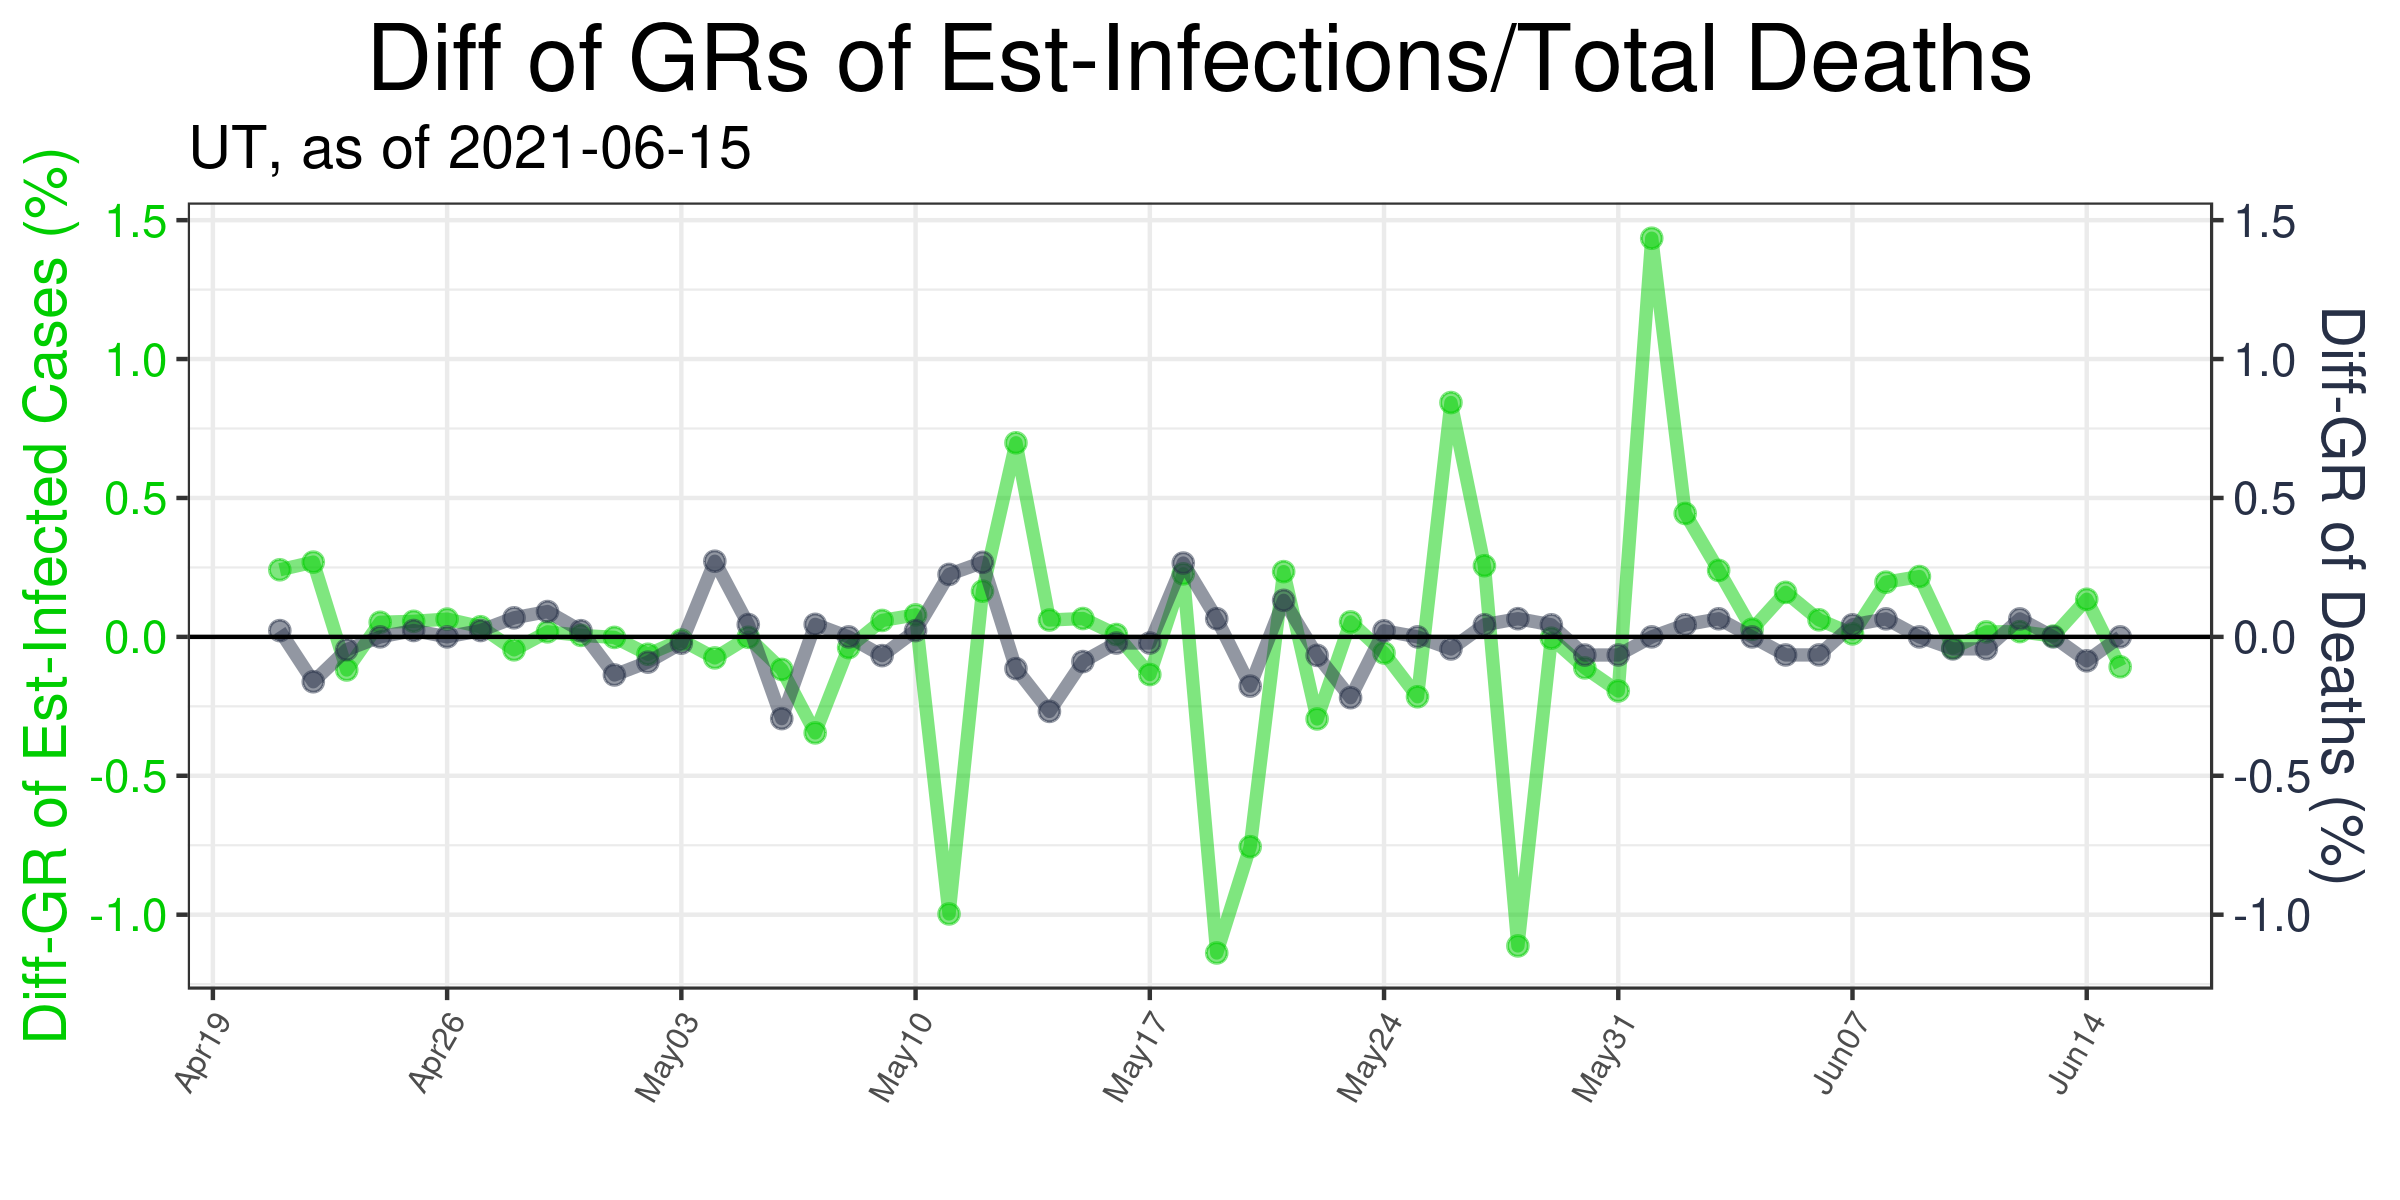 Diff of GRs of Est-Infections/Total Deaths
UT, as of 2021-06-15
Diff-GR of Est-Infected Cases (%)
1.5
1.0
0.5
0.0
-0.5
-1.0
1.5
1.0
0.5
0.0
-0.5
-1.0
Diff-GR of Deaths (%)
Apr19
Apr26
May03
May10
May17
May24
May31
Jun07
Jun14